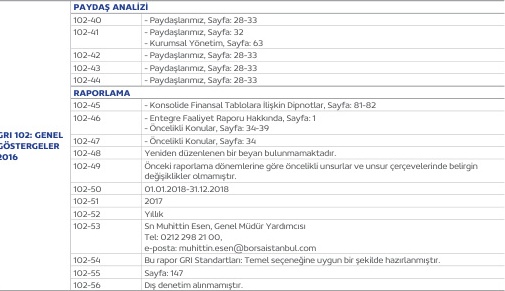 PAYDAŞ ANALİZİ
102-40 - Paydaşlarımız, Sayfa: 28-33
102-41 - Paydaşlarımız, Sayfa: 32
- Kurumsal Yönetim, Sayfa: 63
102-42 - Paydaşlarımız, Sayfa: 28-33
102-43 - Paydaşlarımız, Sayfa: 28-33
102-44 - Paydaşlarımız, Sayfa: 28-33
RAPORLAMA
102-45 - Konsolide Finansal Tablolara İlişkin Dipnotlar, Sayfa: 81-82
102-46 - Entegre Faaliyet Raporu Hakkında, Sayfa: 1
- Öncelikli Konular, Sayfa: 34-39
GRI 102: GENEL
GÖSTERGELER
2016
102-47 - Öncelikli Konular, Sayfa: 34
102-48 Yeniden düzenlenen bir beyan bulunmamaktadır.
102-49 Önceki raporlama dönemlerine göre öncelikli unsurlar ve unsur çerçevelerinde belirgin
değişiklikler olmamıştır.
102-50 01.01.2018-31.12.2018
102-51 2017
102-52 Yıllık
102-53 Sn Muhittin Esen, Genel Müdür Yardımcısı
Tel: 0212 298 21 00,
e-posta: muhittin.esen@borsaistanbul.com
102-54 Bu rapor GRI Standartları: Temel seçeneğine uygun bir şekilde hazırlanmıştır.
102-55 Sayfa: 147
102-56 Dış denetim alınmamıştır.